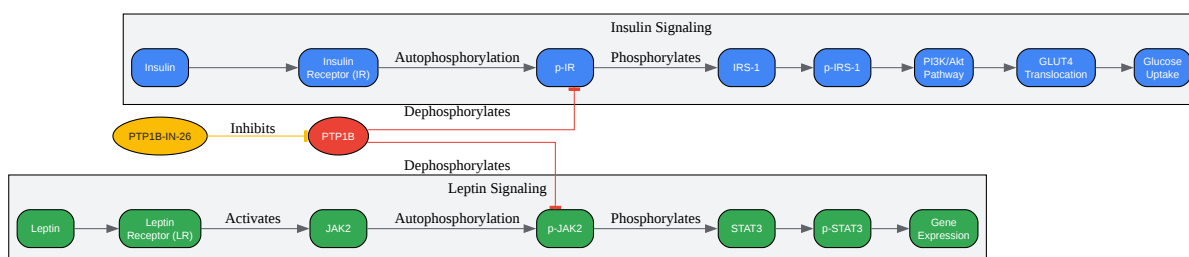 Insulin Signaling
Insulin
Insulin
Receptor (IR)
Autophosphorylation
p-IR
Phosphorylates
IRS-1
p-IRS-1
PI3K/Akt
Pathway
GLUT4
Translocation
Glucose
Uptake
Dephosphorylates
PTP1B-IN-26
Inhibits
PTP1B
Dephosphorylates
Leptin Signaling
Leptin
Leptin
Receptor (LR)
Activates
JAK2
Autophosphorylation
p-JAK2
Phosphorylates
STAT3
p-STAT3
Gene
Expression